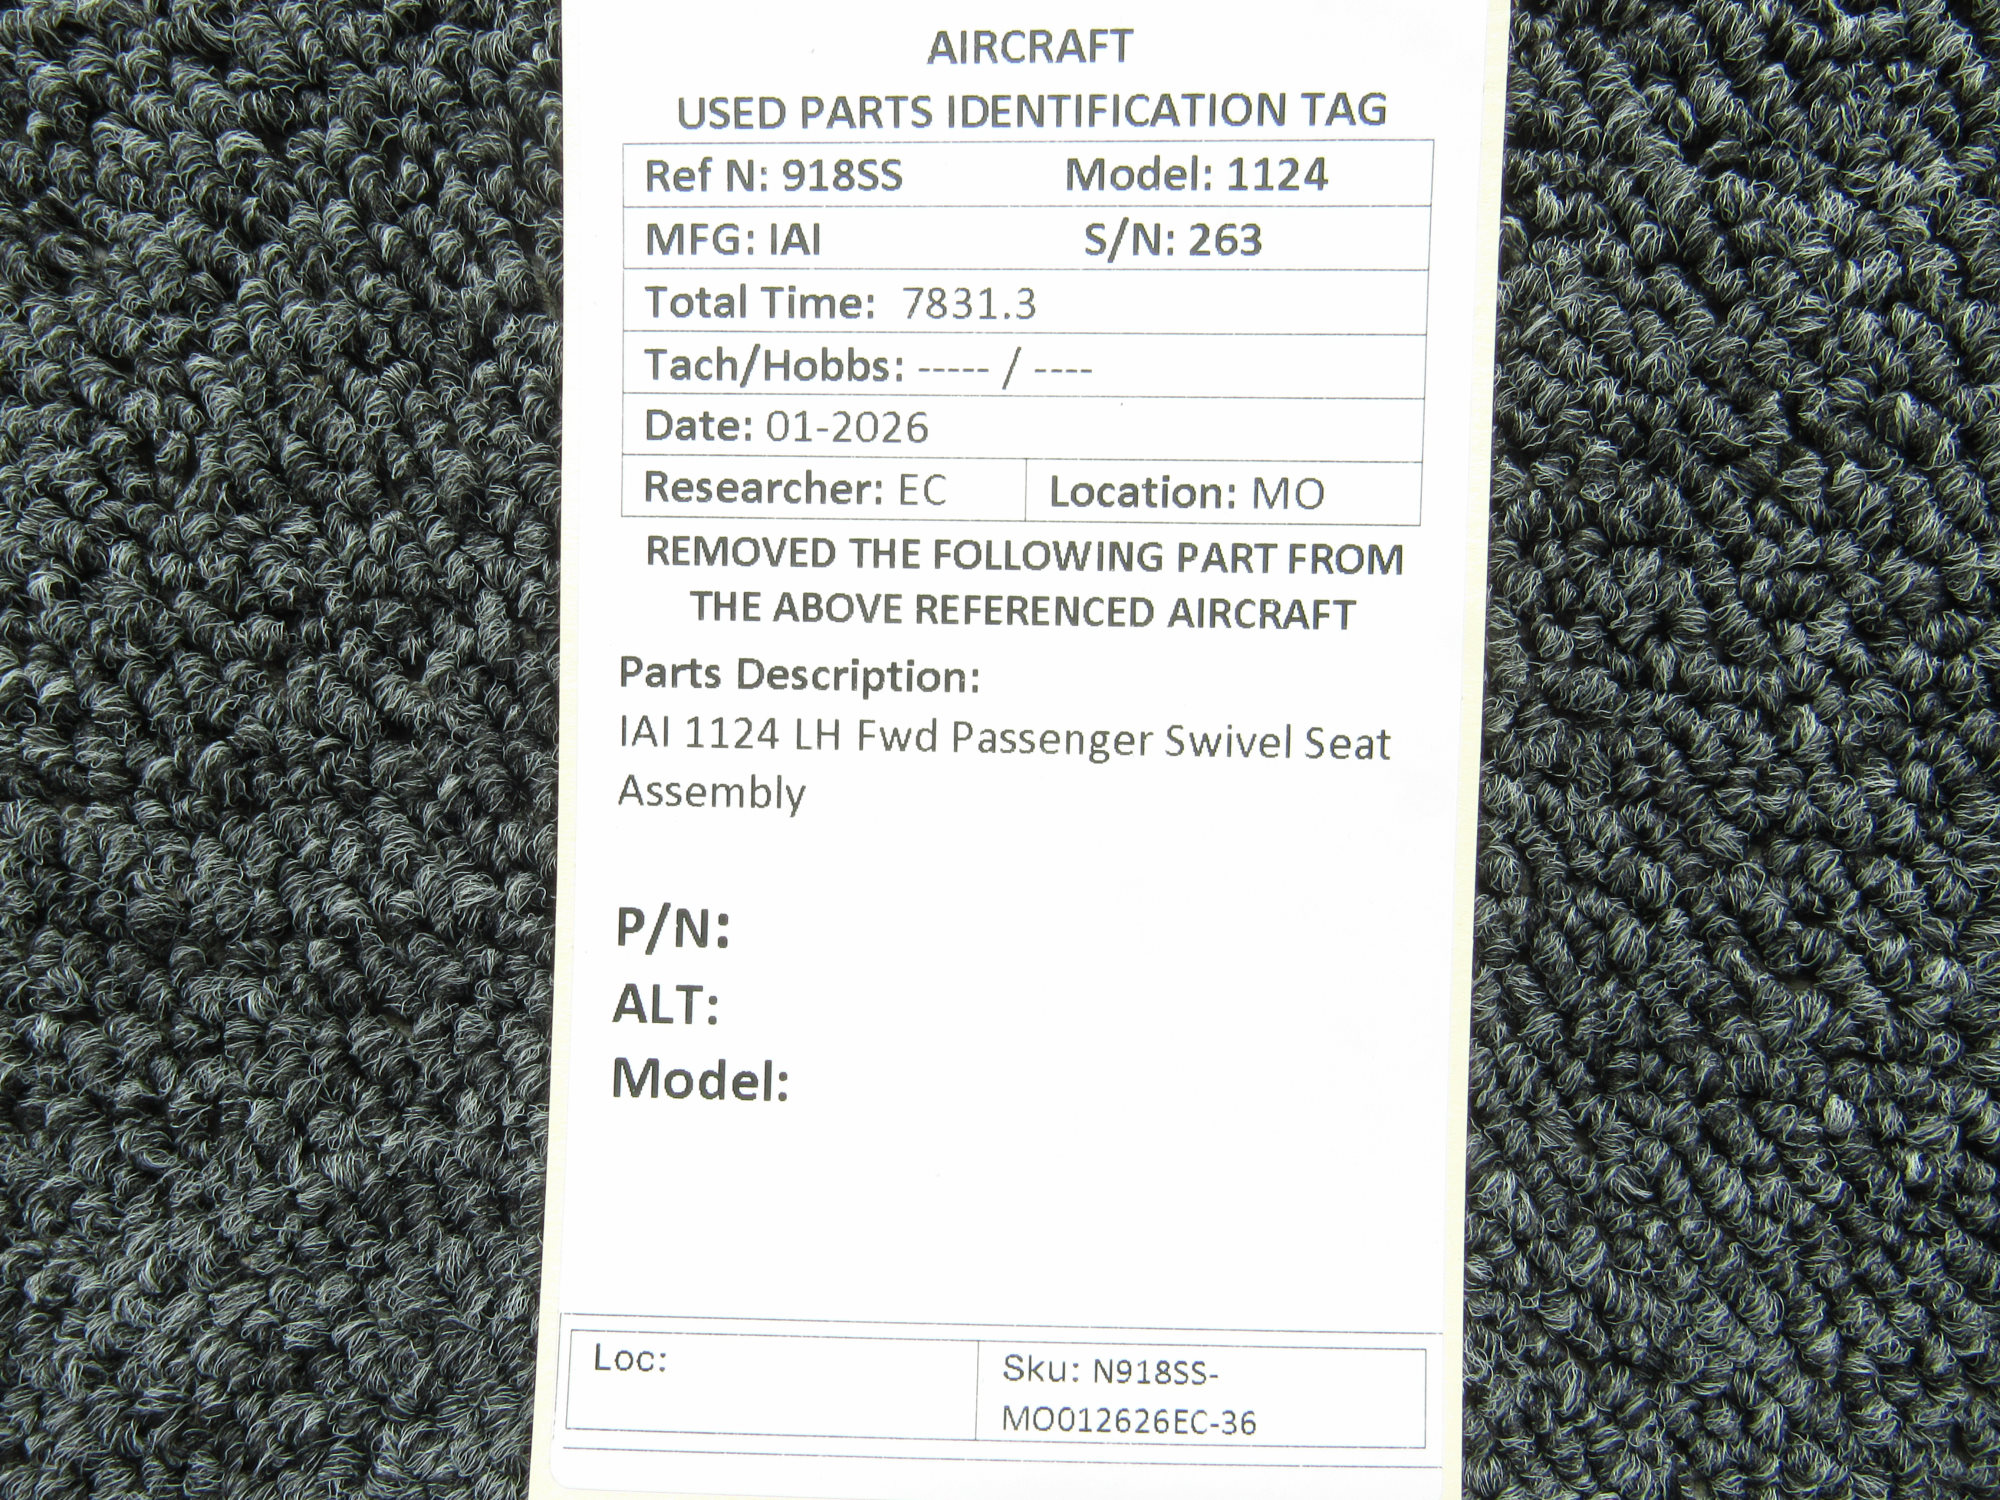 AIRCRAFT
USED PARTS IDENTIFICATION TAG
Ref N: 918SS Model: 1124
MFG: IAI S/N: 263
Total Time: 7831.3
Tach/Hobbs: ----- / ----
Date: 01-2026
Researcher: EC Location: MO
REMOVED THE FOLLOWING PART FROM
THE ABOVE REFERENCED AIRCRAFT
Parts Description:
IAI 1124 LH Fwd Passenger Swivel Seat
Assembly
P/N:
ALT:
Model:
Loc:
Sku: N918SS-
MO012626EC-36